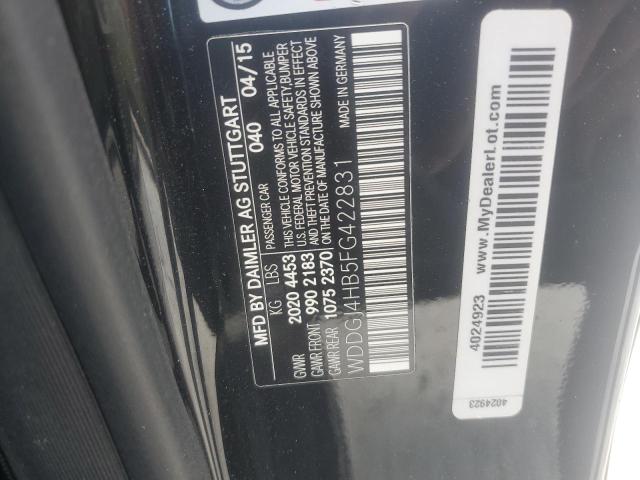 MFD BY DAIMLER AG STUTTGART
040 04/15
KG LBS PASSENGER CAR
GVWR 2020 4453 THIS VEHICLE CONFORMS TO ALL APPLICABLE
GAWR FRONT 990 2183 U.S. FEDERAL MOTOR VEHICLE SAFETY, BUMPER
GAWR REAR 1075 2370 AND THEFT PREVENTION STANDARDS IN EFFECT
ON THE DATE OF MANUFACTURE SHOWN ABOVE
WDDGJ4HB5FG422831 MADE IN GERMANY
4024923 www.MyDealerLot.com
4024923